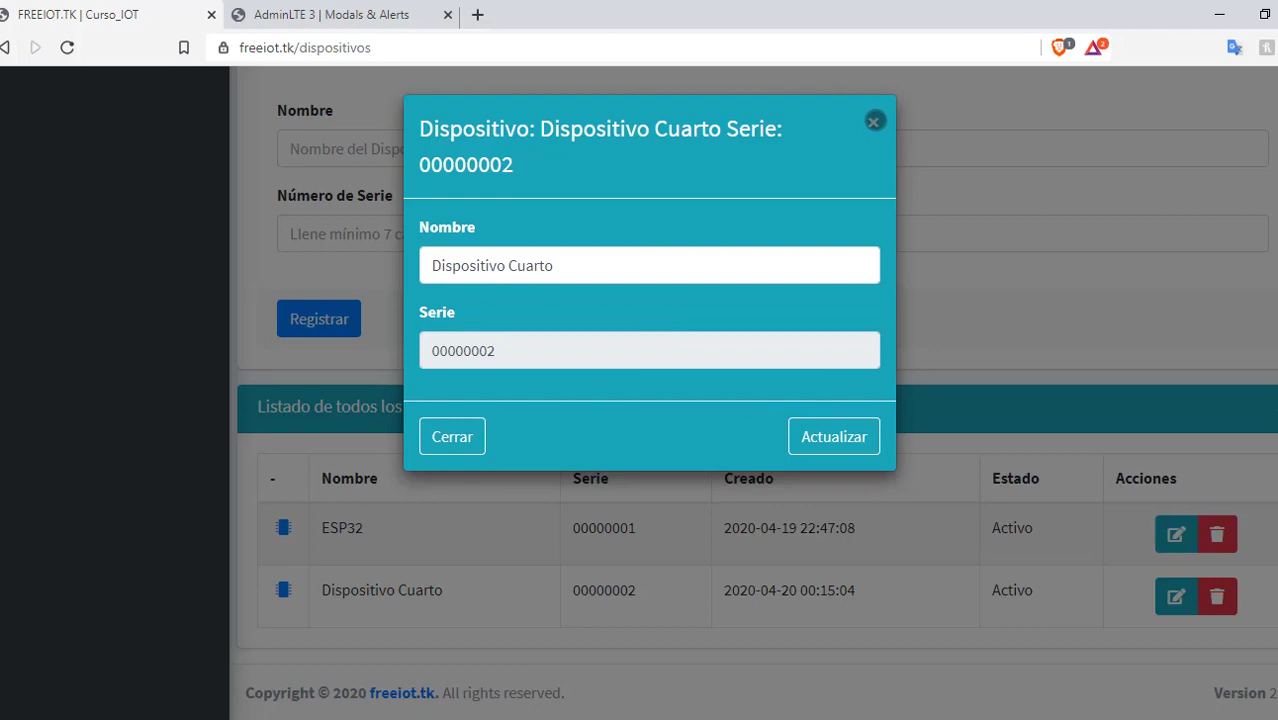 FREEIOT.TK | Curso_IOT
AdminLTE 3 | Modals & Alerts
freeiot.tk/dispositivos
1
2
Nombre
Nombre del Dispo
Número de Serie
Llene mínimo 7
Registrar
Dispositivo: Dispositivo Cuarto Serie:
00000002
Nombre
Dispositivo Cuarto
Serie
00000002
Cerrar
Actualizar
Listado de todos los
- Nombre Serie Creado Estado Acciones
ESP32 00000001 2020-04-19 22:47:08 Activo
Dispositivo Cuarto 00000002 2020-04-20 00:15:04 Activo
Copyright © 2020 freeiot.tk. All rights reserved.
Version 2